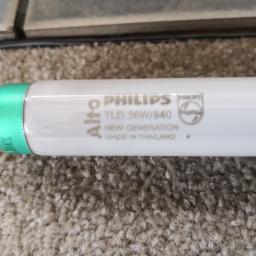 Alto
PHILIPS
TLD 36W/840
NEW GENERATION
MADE IN THAILAND